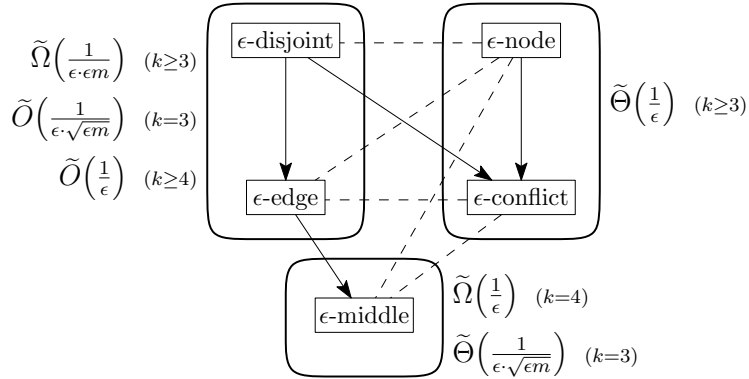 ϵ-disjoint
ϵ-node
Ω̃(1/(ϵ·ϵm)) (k≥3)
Õ(1/(ϵ·√(ϵm))) (k=3)
Õ(1/ϵ) (k≥4)
Θ̃(1/ϵ) (k≥3)
ϵ-edge
ϵ-conflict
ϵ-middle
Ω̃(1/ϵ) (k=4)
Θ̃(1/(ϵ·√(ϵm))) (k=3)